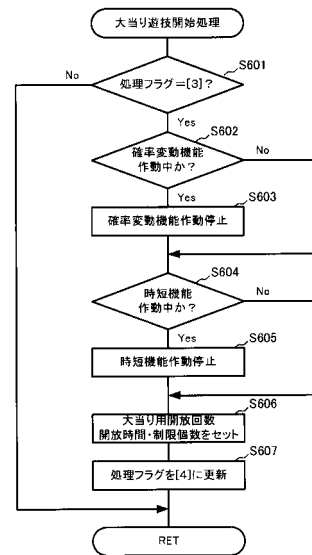 大当り遊技開始処理
S601
処理フラグ=[3]?
No
Yes
S602
確率変動機能
作動中か?
No
Yes
S603
確率変動機能作動停止
S604
時短機能
作動中か?
No
Yes
S605
時短機能作動停止
S606
大当り用開放回数
開放時間・制限個数をセット
S607
処理フラグを[4]に更新
RET